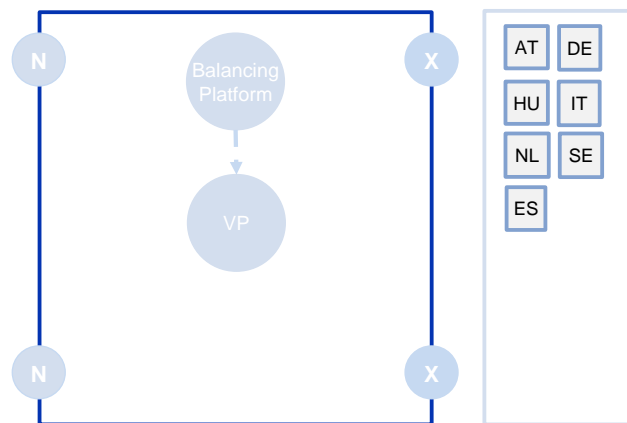 N
Balancing
Platform
X
VP
N
X
AT DE
HU IT
NL SE
ES